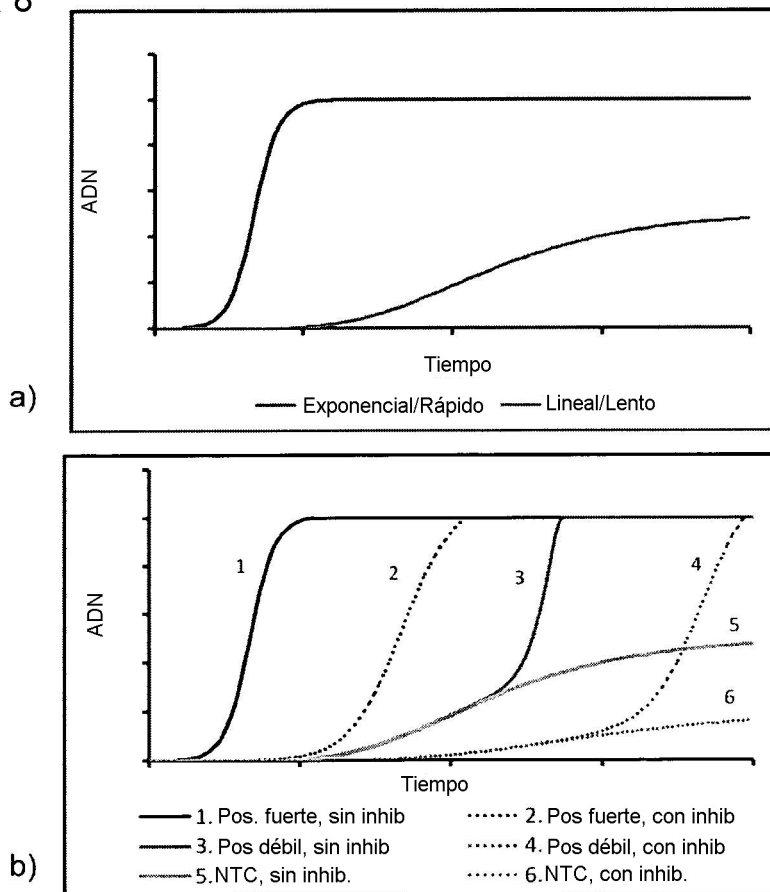 ADN
Tiempo
Exponencial/Rápido Lineal/Lento
a)
1
2
3
4
5
6
ADN
Tiempo
1. Pos. fuerte, sin inhib 2. Pos fuerte, con inhib
3. Pos débil, sin inhib 4. Pos débil, con inhib
5. NTC, sin inhib. 6. NTC, con inhib.
b)